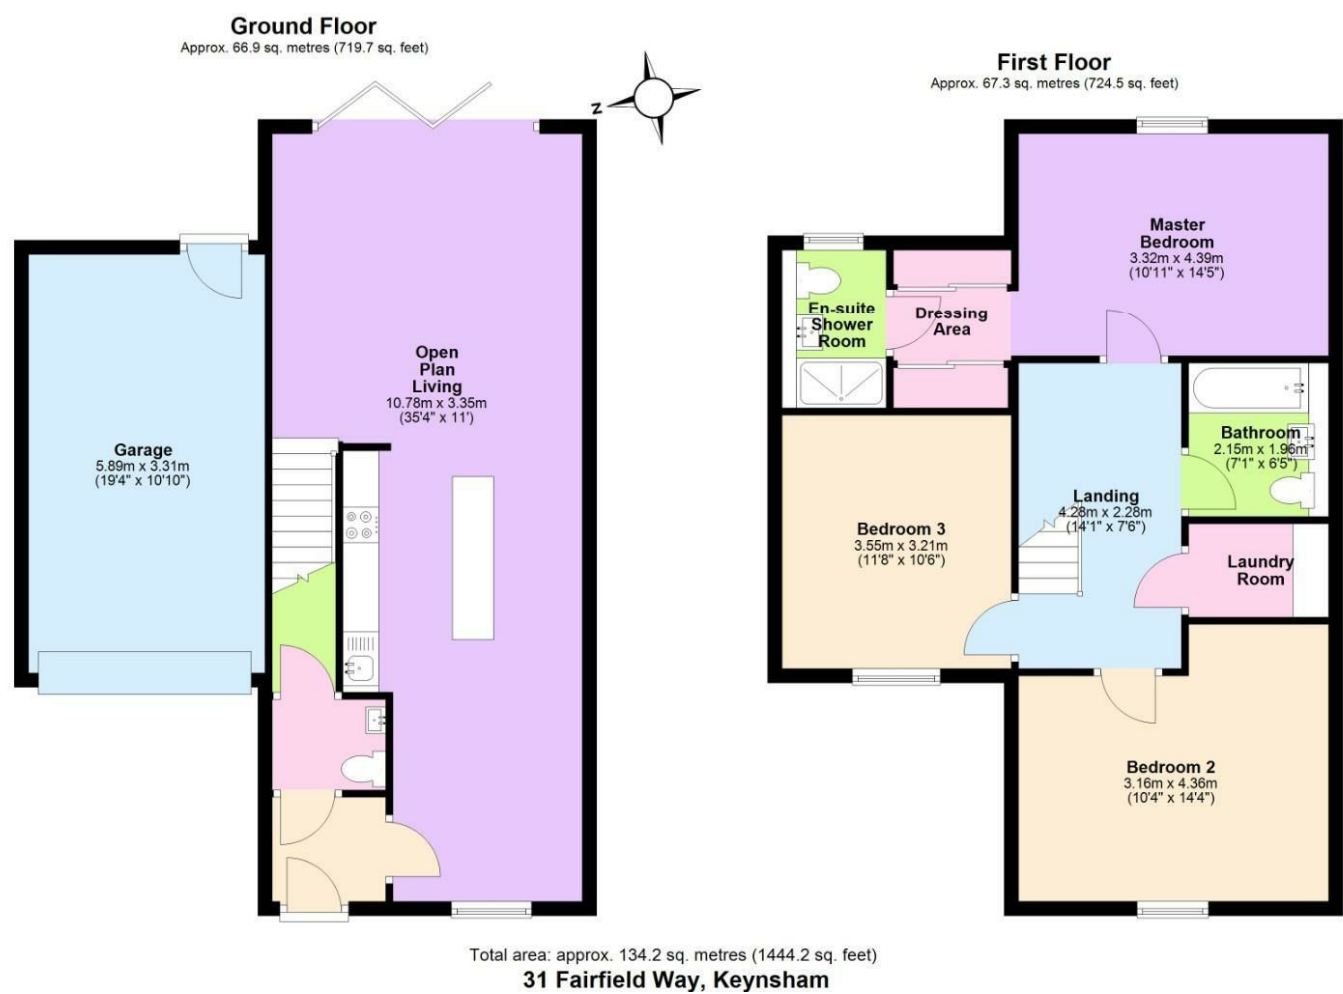 Ground Floor
Approx. 66.9 sq. metres (719.7 sq. feet)
Z
Open
Plan
Living
10.78m x 3.35m
(35'4" x 11')
Garage
5.89m x 3.31m
(19'4" x 10'10")
First Floor
Approx. 67.3 sq. metres (724.5 sq. feet)
Master
Bedroom
3.32m x 4.39m
(10'11" x 14'5")
En-suite
Shower
Room
Dressing
Area
Bathroom
2.15m x 1.96m
(7'1" x 6'5")
Landing
4.28m x 2.28m
(14'1" x 7'6")
Bedroom 3
3.55m x 3.21m
(11'8" x 10'6")
Laundry
Room
Bedroom 2
3.16m x 4.36m
(10'4" x 14'4")
Total area: approx. 134.2 sq. metres (1444.2 sq. feet)
31 Fairfield Way, Keynsham